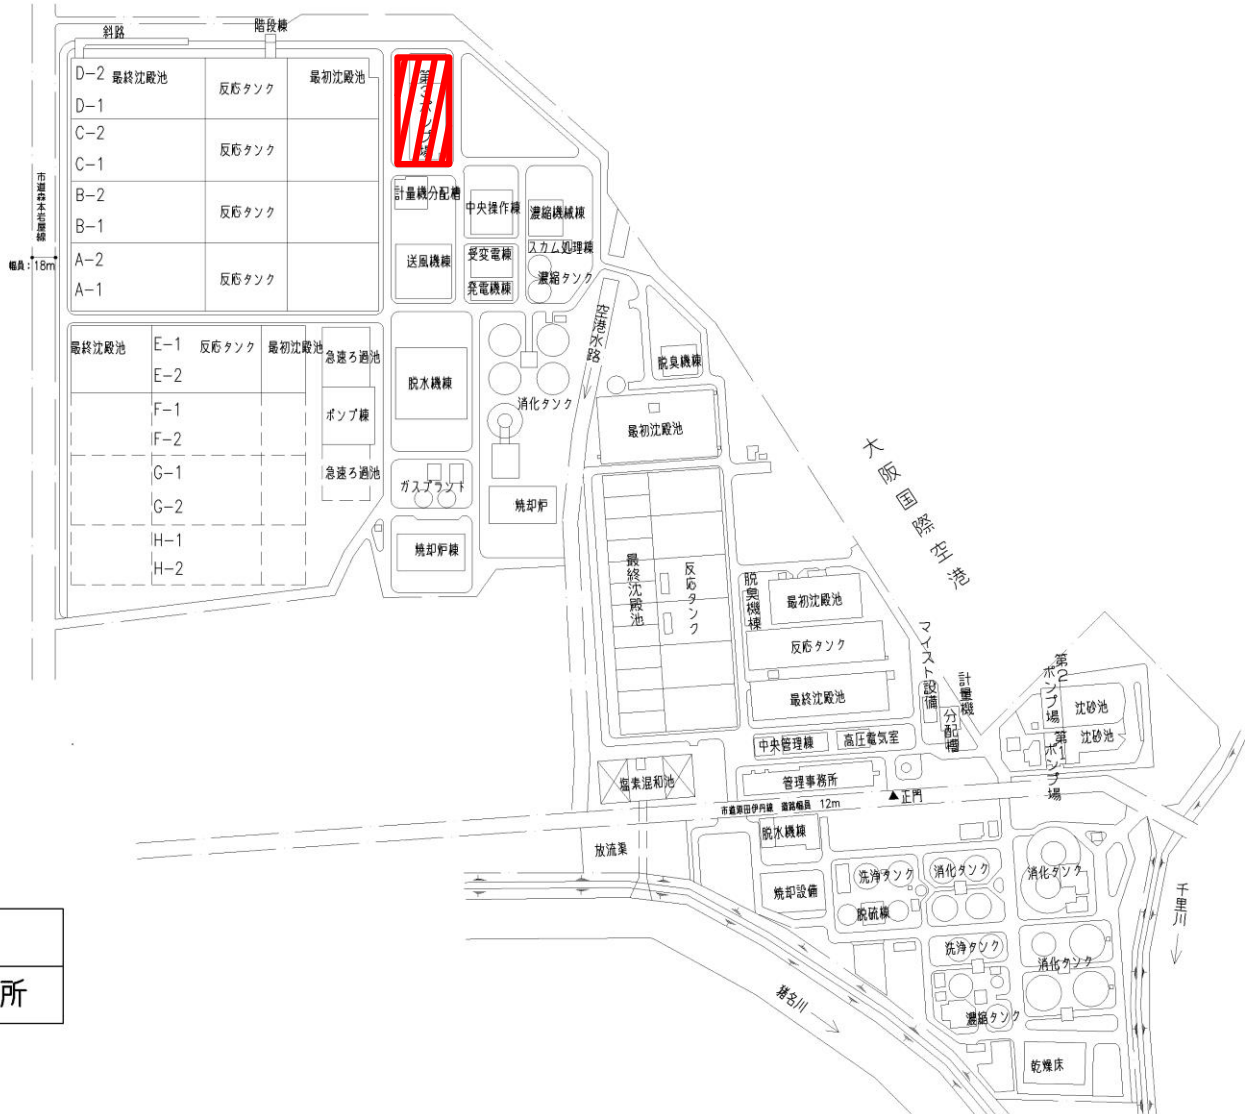 斜路
階段棟
D-2
最終沈殿池
反応タンク
最初沈殿池
D-1
C-2
反応タンク
C-1
B-2
反応タンク
B-1
A-2
反応タンク
A-1
第3ポンプ場
市道森本岩屋線
幅員:18m
計量機分配槽
中央操作棟
濃縮機械棟
送風機棟
受変電棟
スカム処理棟
発電機棟
濃縮タンク
空港水路
最終沈殿池
E-1
反応タンク
最初沈殿池
急速ろ過池
E-2
脱水機棟
消化タンク
脱臭機棟
F-1
ポンプ棟
F-2
最初沈殿池
G-1
急速ろ過池
G-2
ガスプラント
焼却炉
H-1
H-2
焼却炉棟
大阪国際空港
最終沈殿池
反応タンク
脱臭機棟
最初沈殿池
反応タンク
最終沈殿池
マイスト設備
計量機
分配槽
第2
ポンプ場
沈砂池
第1
ポンプ場
沈砂池
中央管理棟
高圧電気室
塩素混和池
管理事務所
▲正門
市道原田伊丹線 道路幅員 12m
放流渠
脱水機棟
焼却設備
洗浄タンク
消化タンク
消化タンク
脱硫棟
洗浄タンク
消化タンク
濃縮タンク
乾燥床
千里川
猪名川
所